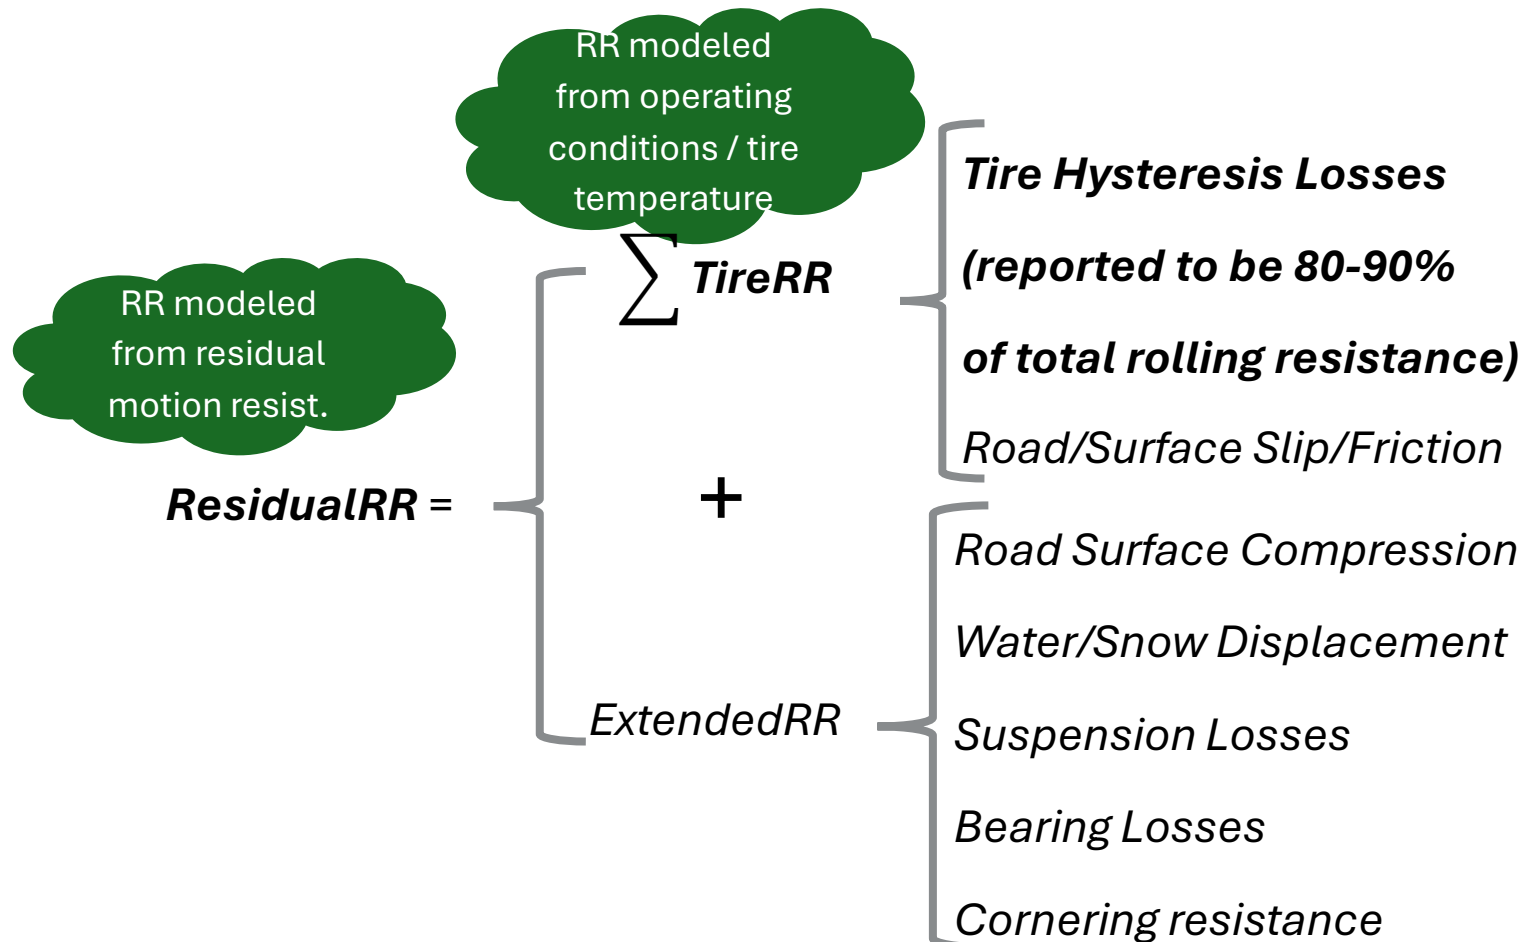 RR modeled
from operating
conditions / tire
temperature
RR modeled
from residual
motion resist.
ResidualRR =
∑ TireRR
+
ExtendedRR
Tire Hysteresis Losses
(reported to be 80-90%
of total rolling resistance)
Road/Surface Slip/Friction
Road Surface Compression
Water/Snow Displacement
Suspension Losses
Bearing Losses
Cornering resistance